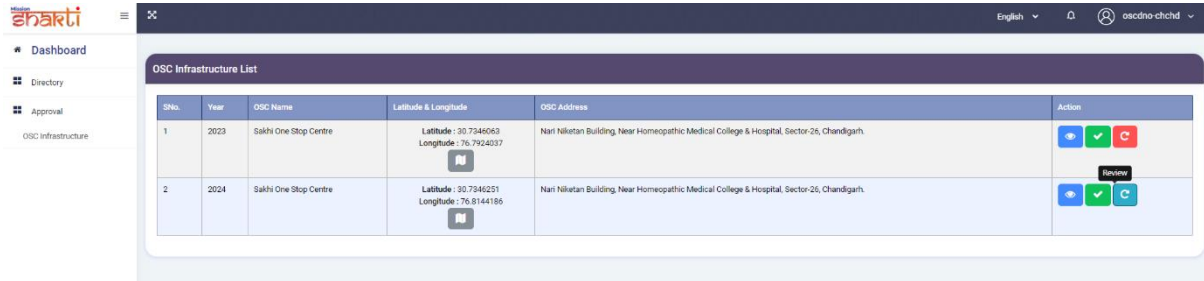 Mission
Shakti
English
oscdno-chchd
Dashboard
Directory
Approval
OSC Infrastructure
OSC Infrastructure List
SNo. Year OSC Name Latitude & Longitude OSC Address Action
1 2023 Sakhi One Stop Centre Latitude : 30.7346063 Nari Niketan Building, Near Homeopathic Medical College & Hospital, Sector-26, Chandigarh.
Longitude : 76.7924037
Review
2 2024 Sakhi One Stop Centre Latitude : 30.7346251 Nari Niketan Building, Near Homeopathic Medical College & Hospital, Sector-26, Chandigarh.
Longitude : 76.8144186